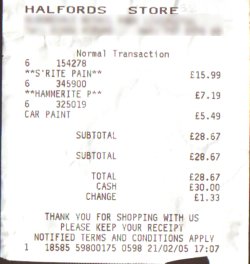 HALFORDS STORE
Normal Transaction
6 154278
**S'RITE PAIN** £15.99
6 345900
**HAMMERITE P** £7.19
6 325019
CAR PAINT £5.49
SUBTOTAL £28.67
SUBTOTAL £28.67
TOTAL £28.67
CASH £30.00
CHANGE £1.33
THANK YOU FOR SHOPPING WITH US
PLEASE KEEP YOUR RECEIPT
NOTIFIED TERMS AND CONDITIONS APPLY
1 18585 59800175 0598 21/02/05 17:07